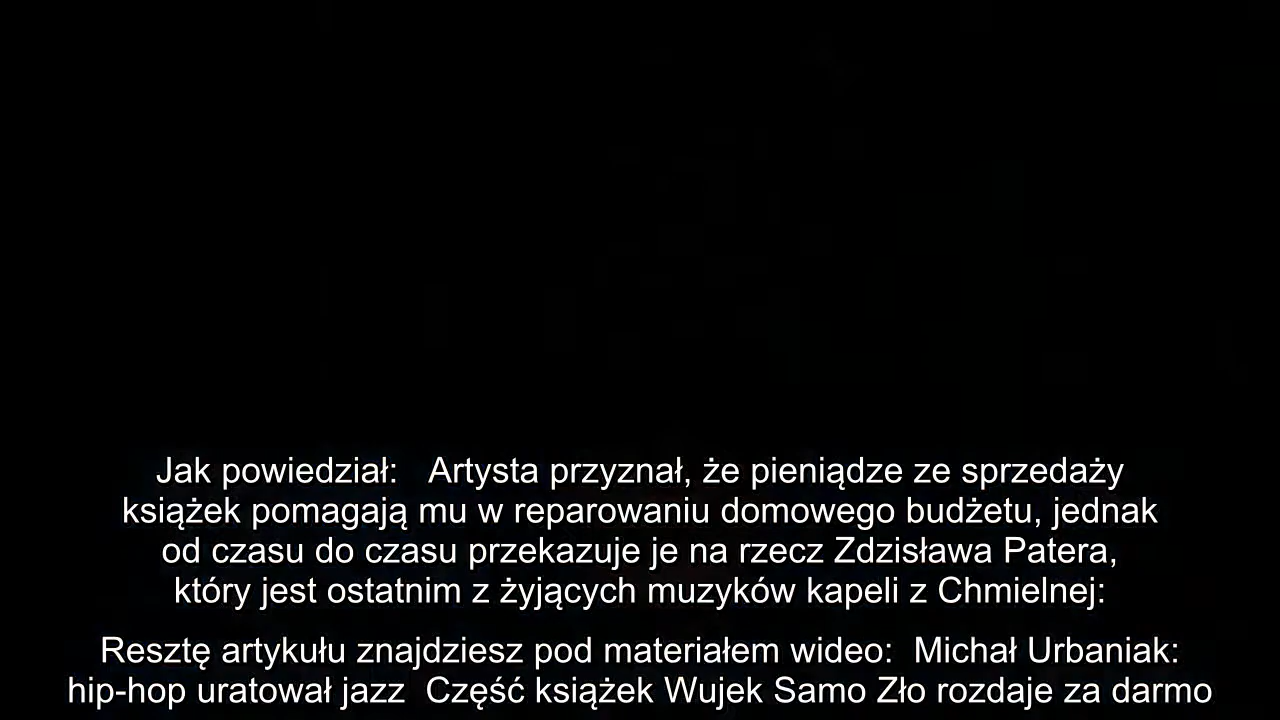 Jak powiedział:   Artysta przyznał, że pieniądze ze sprzedaży
książek pomagają mu w reparowaniu domowego budżetu, jednak
od czasu do czasu przekazuje je na rzecz Zdzisława Patera,
który jest ostatnim z żyjących muzyków kapeli z Chmielnej:
Resztę artykułu znajdziesz pod materiałem wideo:  Michał Urbaniak:
hip-hop uratował jazz  Część książek Wujek Samo Zło rozdaje za darmo